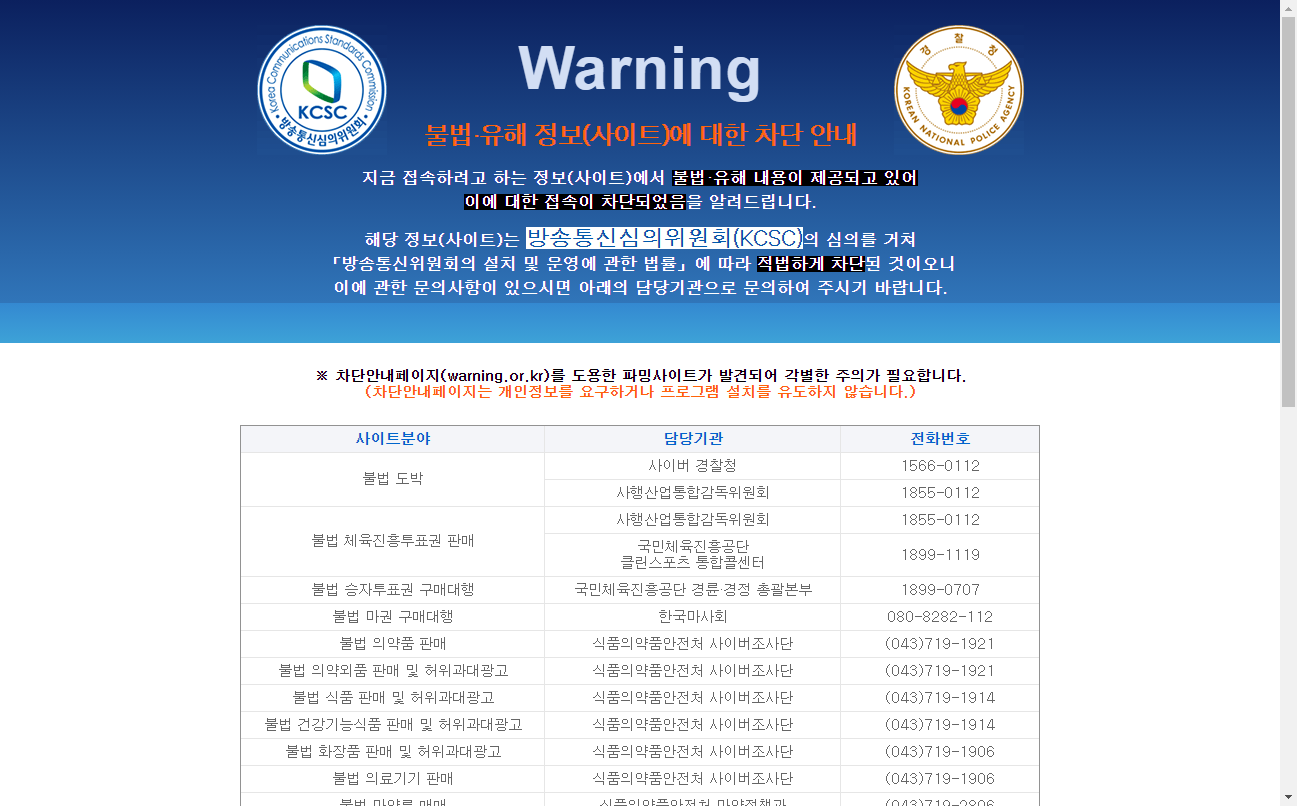 Korea Communications Standards Commission
KCSC
방송통신심의위원회
Warning
경찰청
KOREAN NATIONAL POLICE AGENCY
불법·유해 정보(사이트)에 대한 차단 안내
지금 접속하려고 하는 정보(사이트)에서 불법·유해 내용이 제공되고 있어
이에 대한 접속이 차단되었음을 알려드립니다.
해당 정보(사이트)는 방송통신심의위원회(KCSC)의 심의를 거쳐
「방송통신위원회의 설치 및 운영에 관한 법률」에 따라 적법하게 차단된 것이오니
이에 관한 문의사항이 있으시면 아래의 담당기관으로 문의하여 주시기 바랍니다.
※ 차단안내페이지(warning.or.kr)를 도용한 파밍사이트가 발견되어 각별한 주의가 필요합니다.
(차단안내페이지는 개인정보를 요구하거나 프로그램 설치를 유도하지 않습니다.)
사이트분야 담당기관 전화번호
불법 도박 사이버 경찰청 1566-0112
사행산업통합감독위원회 1855-0112
불법 체육진흥투표권 판매 사행산업통합감독위원회 1855-0112
국민체육진흥공단
클린스포츠 통합콜센터 1899-1119
불법 승자투표권 구매대행 국민체육진흥공단 경륜·경정 총괄본부 1899-0707
불법 마권 구매대행 한국마사회 080-8282-112
불법 의약품 판매 식품의약품안전처 사이버조사단 (043)719-1921
불법 의약외품 판매 및 허위과대광고 식품의약품안전처 사이버조사단 (043)719-1921
불법 식품 판매 및 허위과대광고 식품의약품안전처 사이버조사단 (043)719-1914
불법 건강기능식품 판매 및 허위과대광고 식품의약품안전처 사이버조사단 (043)719-1914
불법 화장품 판매 및 허위과대광고 식품의약품안전처 사이버조사단 (043)719-1906
불법 의료기기 판매 식품의약품안전처 사이버조사단 (043)719-1906
불법 마약류 매매 식품의약품안전처 마약정책과 (043)719-2806